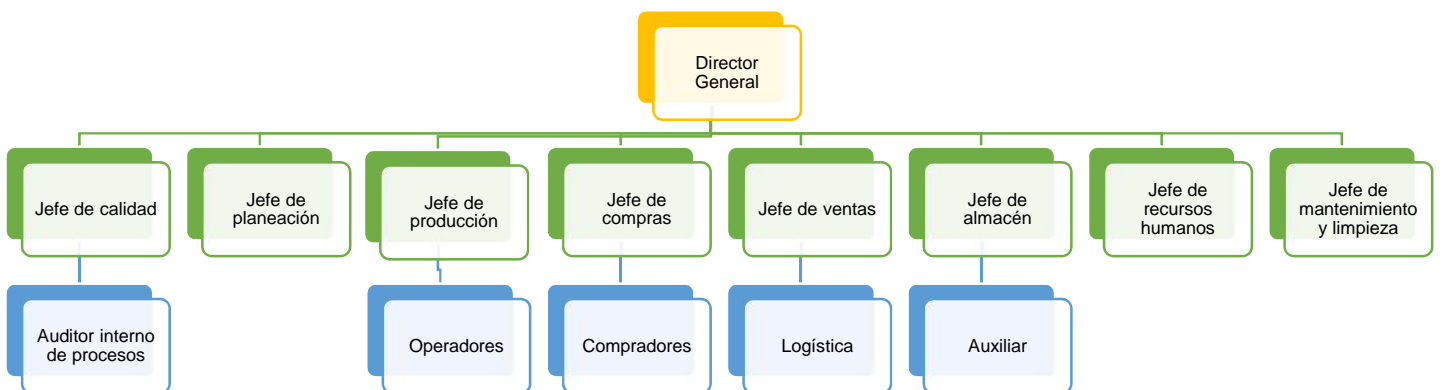 Director
General
Jefe de calidad
Jefe de
planeación
Jefe de
producción
Jefe de
compras
Jefe de ventas
Jefe de
almacén
Jefe de
recursos
humanos
Jefe de
mantenimiento
y limpieza
Auditor interno
de procesos
Operadores
Compradores
Logística
Auxiliar